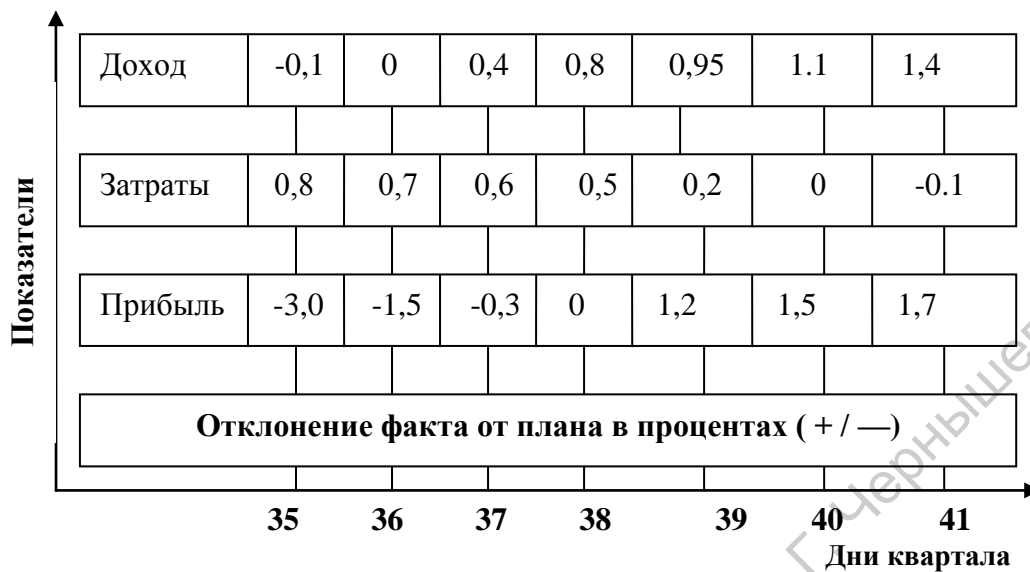 Доход -0,1 0 0,4 0,8 0,95 1.1 1,4
Затраты 0,8 0,7 0,6 0,5 0,2 0 -0.1
Прибыль -3,0 -1,5 -0,3 0 1,2 1,5 1,7
Отклонение факта от плана в процентах ( + / —)
35 36 37 38 39 40 41
Дни квартала
Показатели